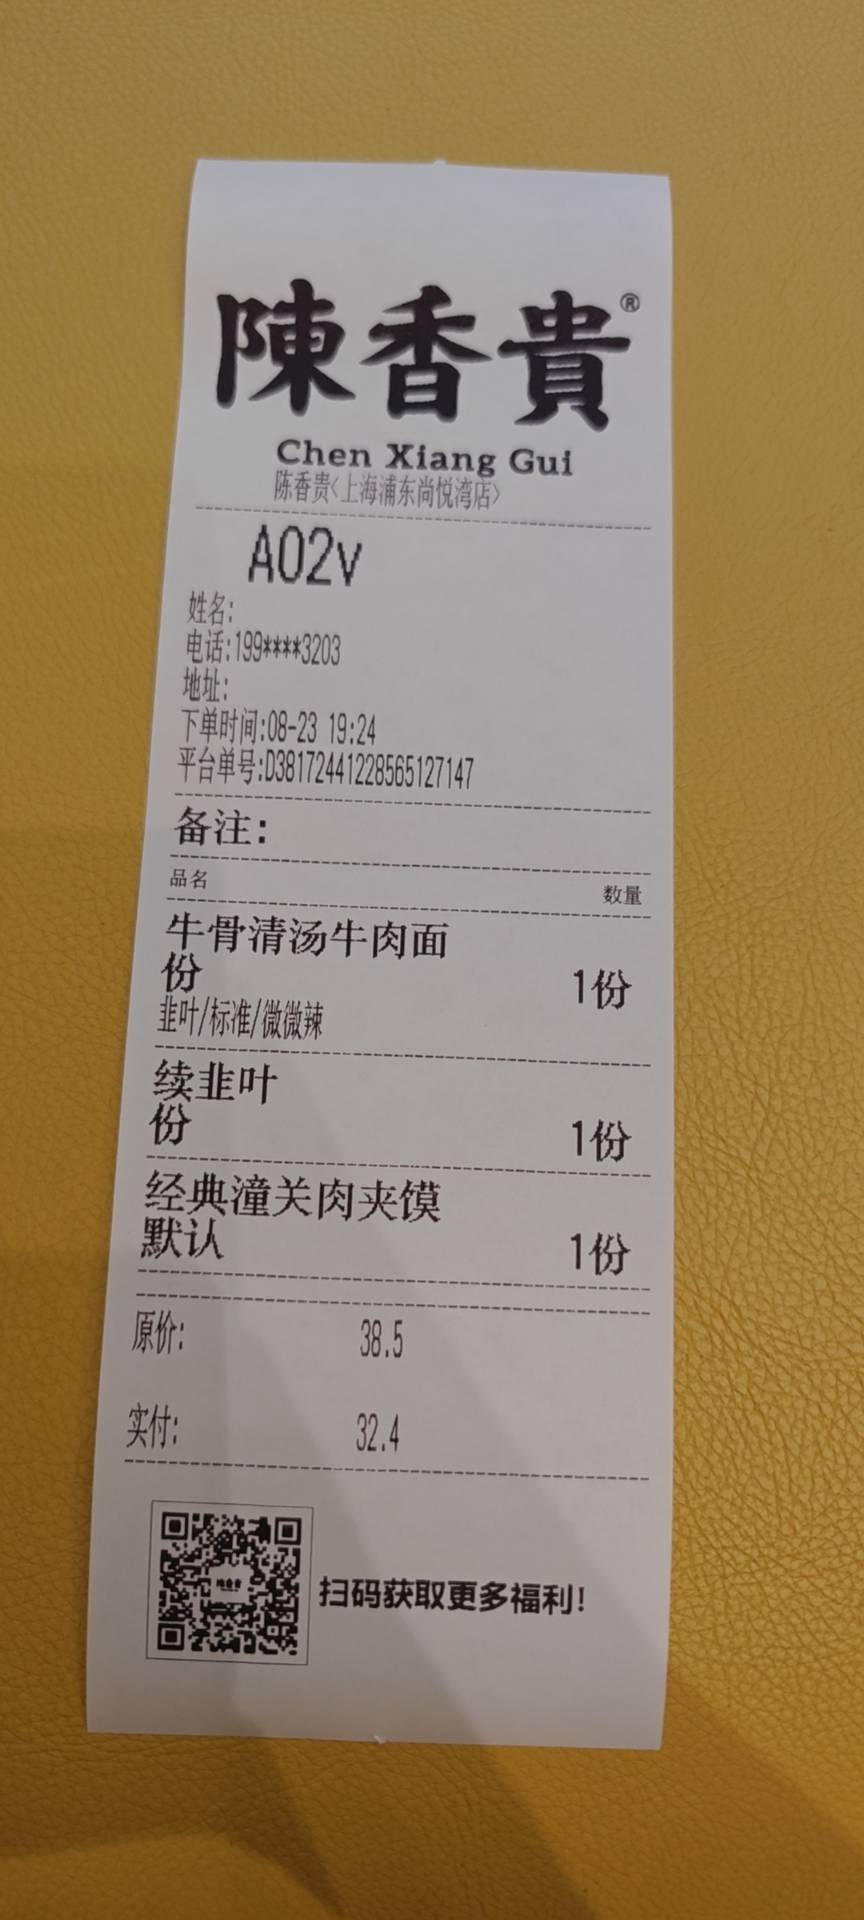 陳香貴®
Chen Xiang Gui
陈香贵<上海浦东尚悦湾店>
A02v
姓名:
电话:199****3203
地址:
下单时间:08-23 19:24
平台单号:D38172441228565127147
备注:
品名 数量
牛骨清汤牛肉面
份 1份
韭叶/标准/微微辣
续韭叶
份 1份
经典潼关肉夹馍
默认 1份
原价: 38.5
实付: 32.4
陳香貴
扫码获取更多福利!